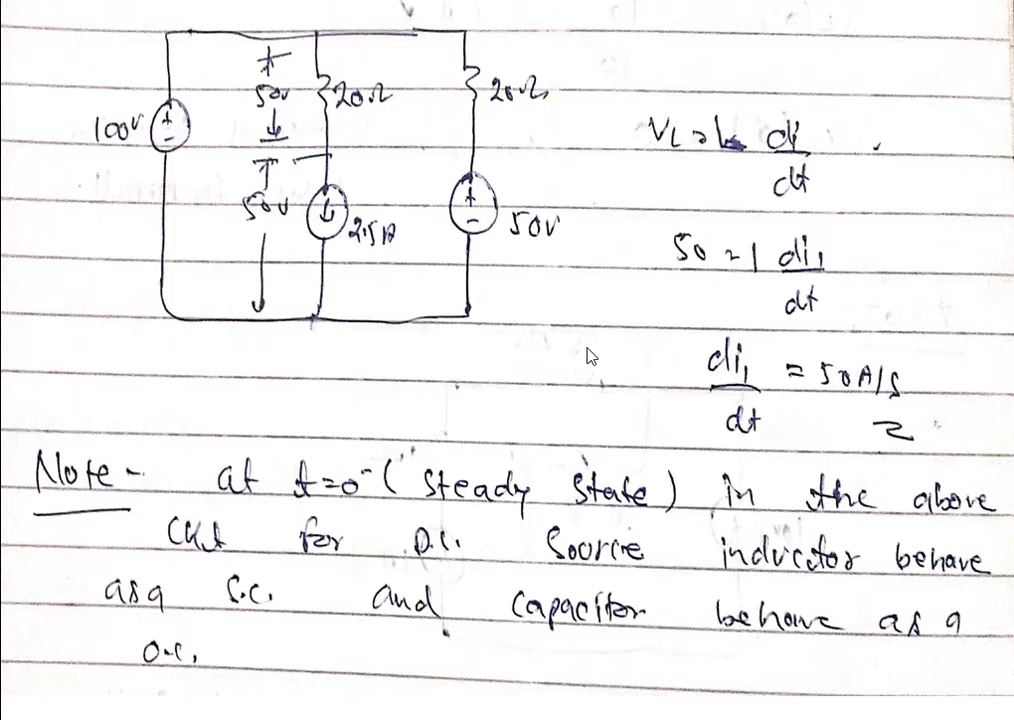 +
50v
20Ω
20Ω
100v
+
-
50v
2.5A
+
-
50v
VL = L di/dt
50 = 1 di1/dt
di1/dt = 50 A/S
Note - at t=0- (steady state) in the above
ckt for D.C. Source inductor behave
as a S.C. and capacitor behave as a
o.c.